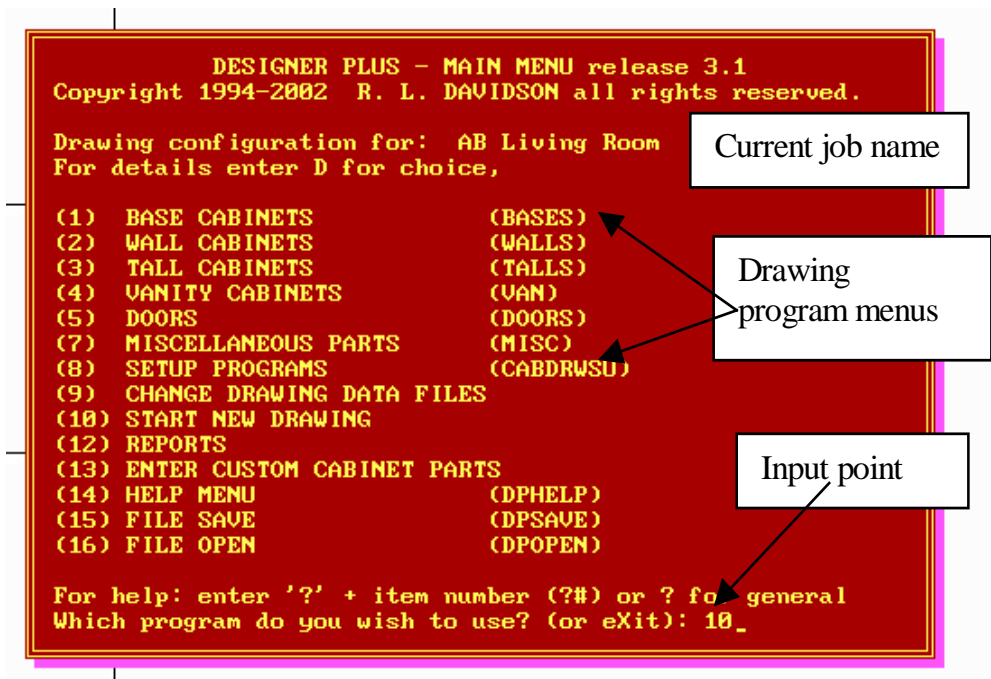 DESIGNER PLUS - MAIN MENU release 3.1
Copyright 1994-2002 R. L. DAVIDSON all rights reserved.
Drawing configuration for: AB Living Room
For details enter D for choice,
Current job name
(1) BASE CABINETS (BASES)
(2) WALL CABINETS (WALLS)
(3) TALL CABINETS (TALLS)
(4) VANITY CABINETS (VAN)
(5) DOORS (DOORS)
(7) MISCELLANEOUS PARTS (MISC)
(8) SETUP PROGRAMS (CABDRWSU)
Drawing
program menus
(9) CHANGE DRAWING DATA FILES
(10) START NEW DRAWING
(12) REPORTS
(13) ENTER CUSTOM CABINET PARTS
(14) HELP MENU (DPHELP)
(15) FILE SAVE (DPSAVE)
(16) FILE OPEN (DPOPEN)
Input point
For help: enter '?' + item number (?#) or ? for general
Which program do you wish to use? (or eXit): 10_